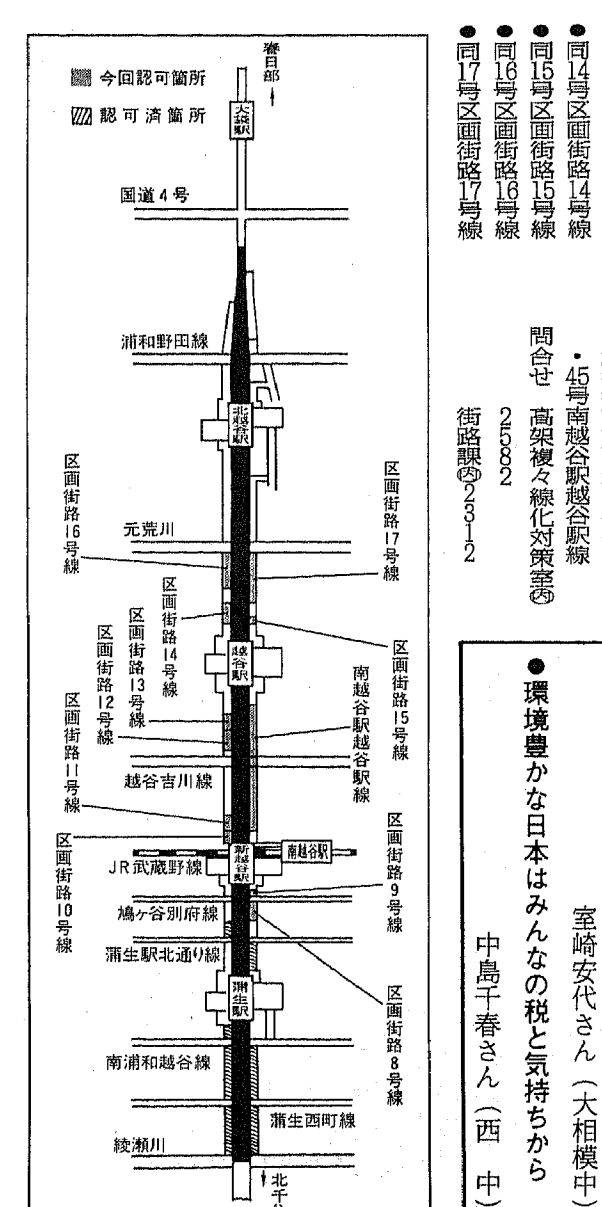 ●同14号区画街路14号線
●同15号区画街路15号線
●同16号区画街路16号線
●同17号区画街路17号線
・45号南越谷駅越谷駅線
問合せ 高架複々線化対策室㊅
2582
街路課㊅2312
室崎安代さん（大相模中）
●環境豊かな日本はみんなの税と気持ちから
中島千春さん（西 中）
春日部
今回認可箇所
認可済箇所
大袋駅
国道4号
浦和野田線
北越谷駅
区画街路16号線
区画街路17号線
元荒川
区画街路14号線
区画街路13号線
区画街路12号線
越谷駅
区画街路15号線
南越谷駅越谷駅線
区画街路11号線
越谷吉川線
区画街路10号線
新越谷駅
南越谷駅
JR武蔵野線
区画街路9号線
鳩ヶ谷別府線
蒲生駅北通り線
蒲生駅
区画街路8号線
南浦和越谷線
蒲生西町線
綾瀬川
北千